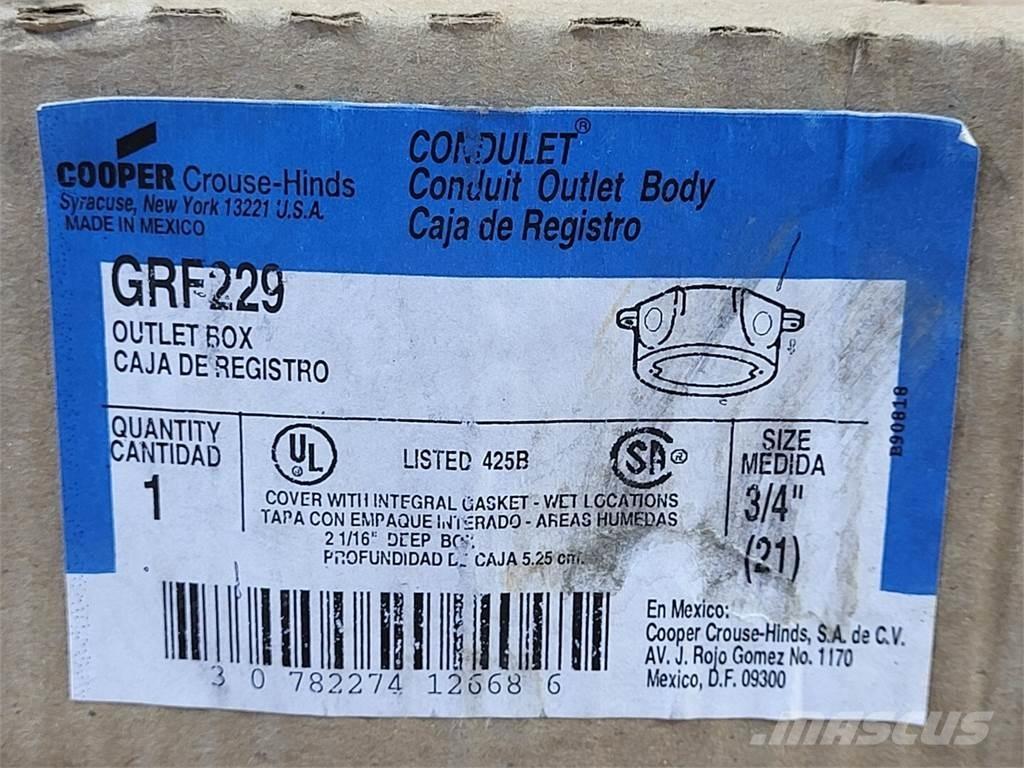 COOPER Crouse-Hinds
Syracuse, New York 13221 U.S.A.
MADE IN MEXICO
CONDULET®
Conduit Outlet Body
Caja de Registro
GRF229
OUTLET BOX
CAJA DE REGISTRO
QUANTITY
CANTIDAD
1
UL
LISTED 425B
SA ®
COVER WITH INTEGRAL GASKET - WET LOCATIONS
TAPA CON EMPAQUE INTERADO - AREAS HUMEDAS
2 1/16" DEEP BOX
PROFUNDIDAD DE CAJA 5.25 cm.
SIZE
MEDIDA
3/4"
(21)
B90818
3 0 782274 12668 6
En Mexico:
Cooper Crouse-Hinds, S.A. de C.V.
AV. J. Rojo Gomez No. 1170
Mexico, D.F. 09300
MASCUS